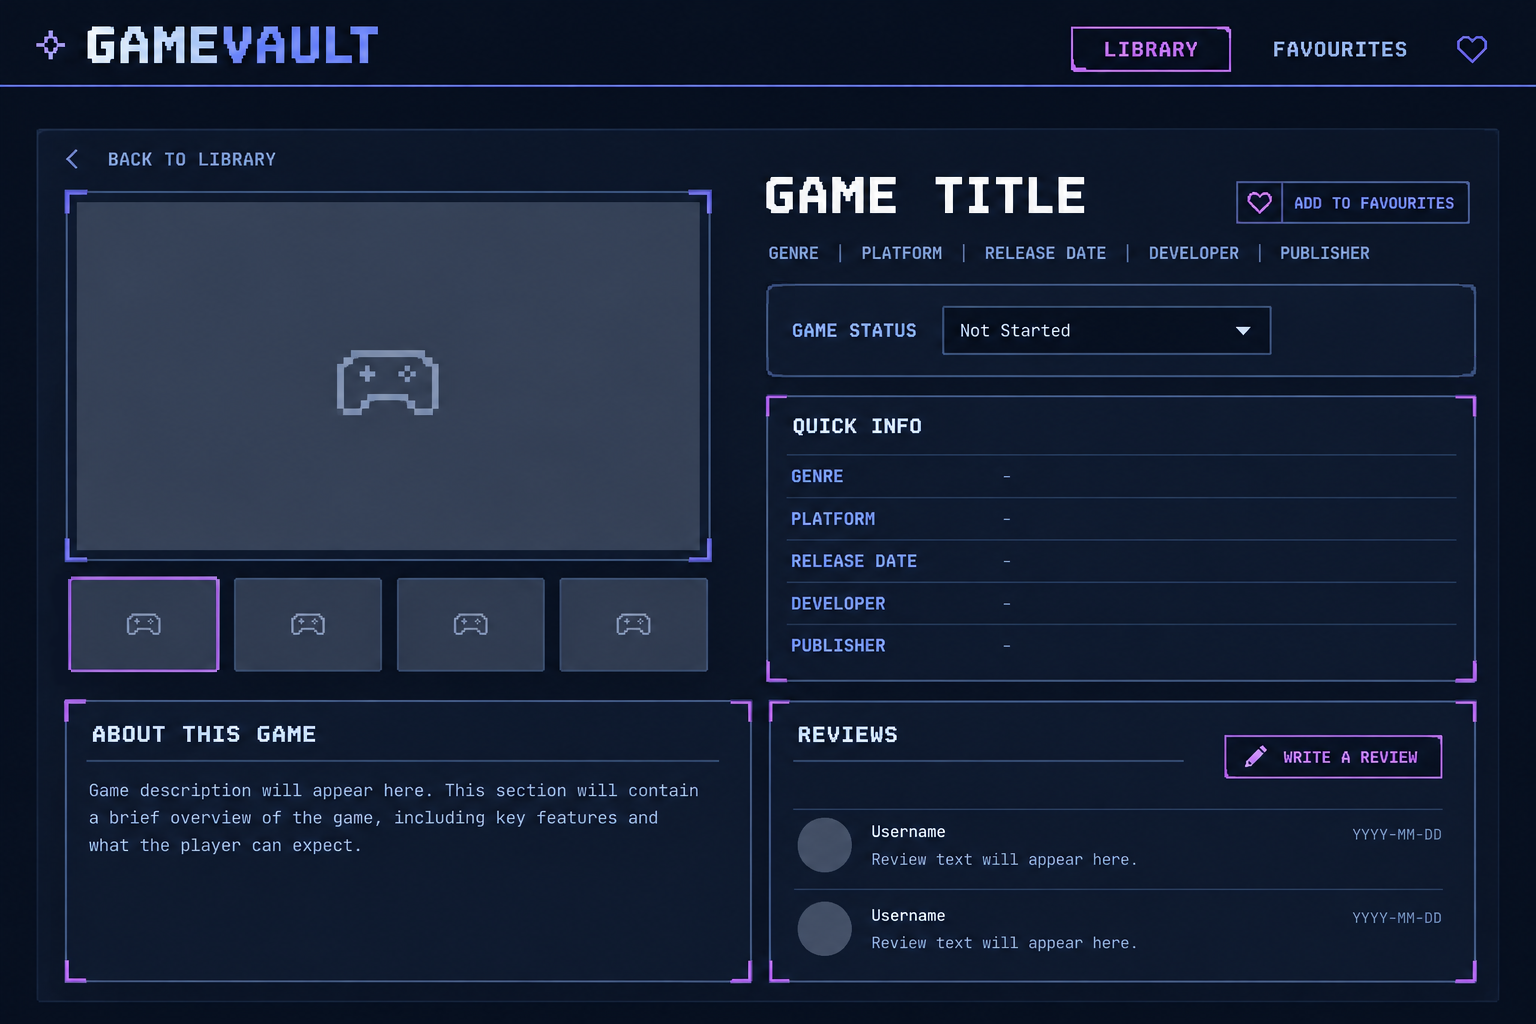 GAMEVAULT
LIBRARY
FAVOURITES
BACK TO LIBRARY
GAME TITLE
ADD TO FAVOURITES
GENRE | PLATFORM | RELEASE DATE | DEVELOPER | PUBLISHER
GAME STATUS
Not Started
QUICK INFO
GENRE -
PLATFORM -
RELEASE DATE -
DEVELOPER -
PUBLISHER -
ABOUT THIS GAME
Game description will appear here. This section will contain
a brief overview of the game, including key features and
what the player can expect.
REVIEWS
WRITE A REVIEW
Username
YYYY-MM-DD
Review text will appear here.
Username
YYYY-MM-DD
Review text will appear here.